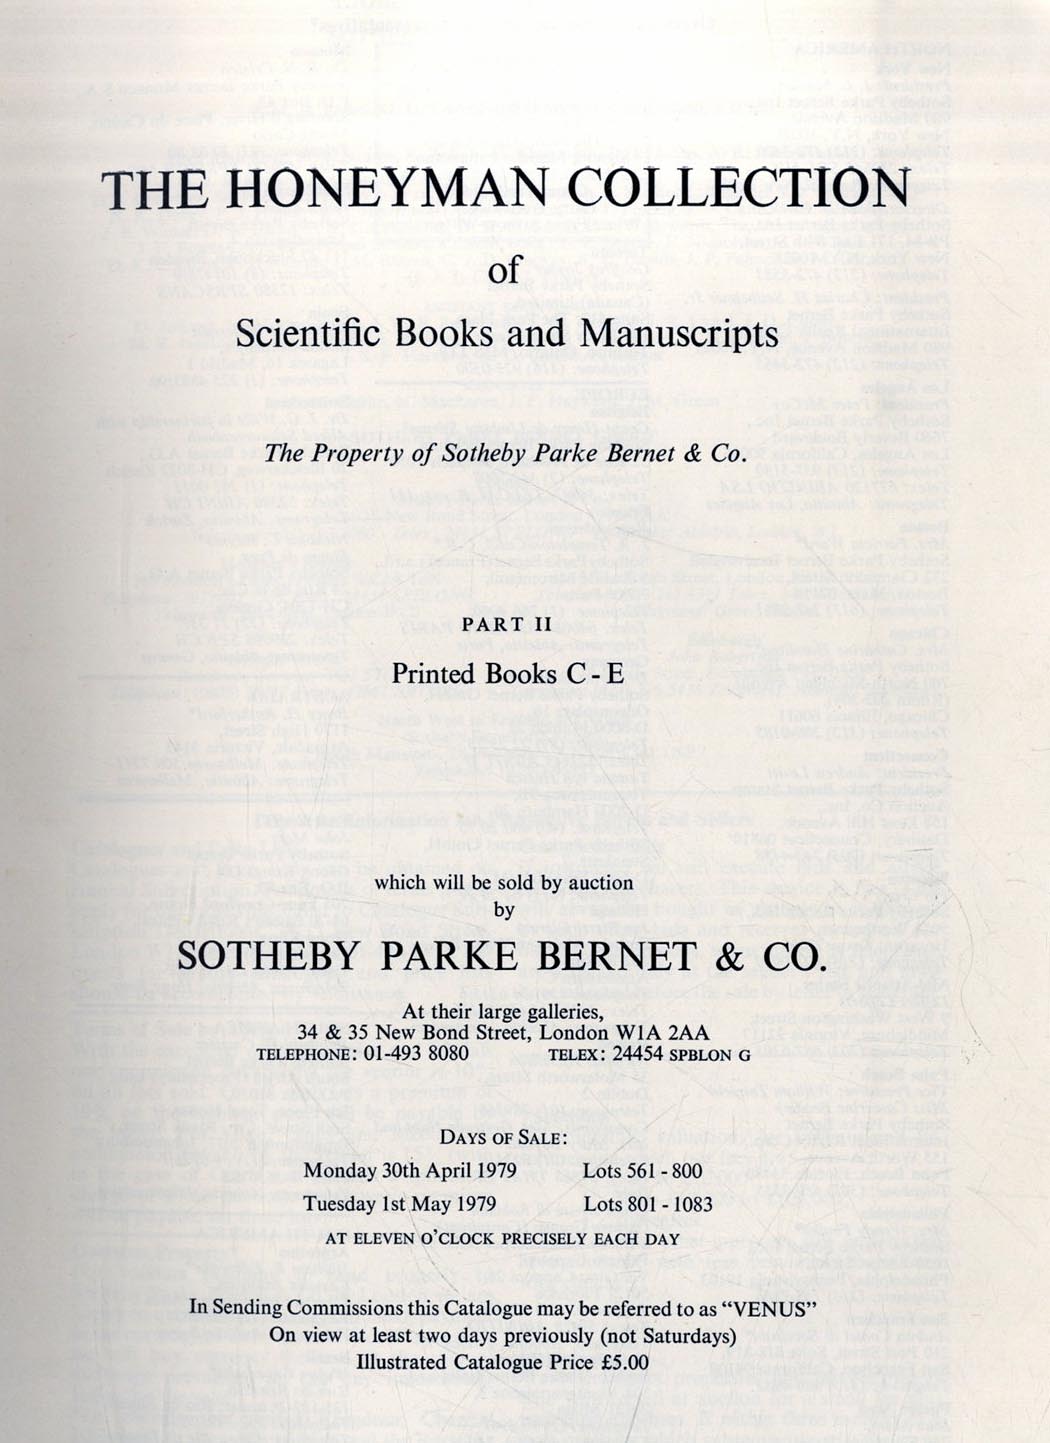 THE HONEYMAN COLLECTION
of
Scientific Books and Manuscripts
The Property of Sotheby Parke Bernet & Co.
PART II
Printed Books C - E
which will be sold by auction
by
SOTHEBY PARKE BERNET & CO.
At their large galleries,
34 & 35 New Bond Street, London W1A 2AA
TELEPHONE: 01-493 8080 TELEX: 24454 SPBLON G
DAYS OF SALE:
Monday 30th April 1979 Lots 561 - 800
Tuesday 1st May 1979 Lots 801 - 1083
AT ELEVEN O'CLOCK PRECISELY EACH DAY
In Sending Commissions this Catalogue may be referred to as "VENUS"
On view at least two days previously (not Saturdays)
Illustrated Catalogue Price £5.00